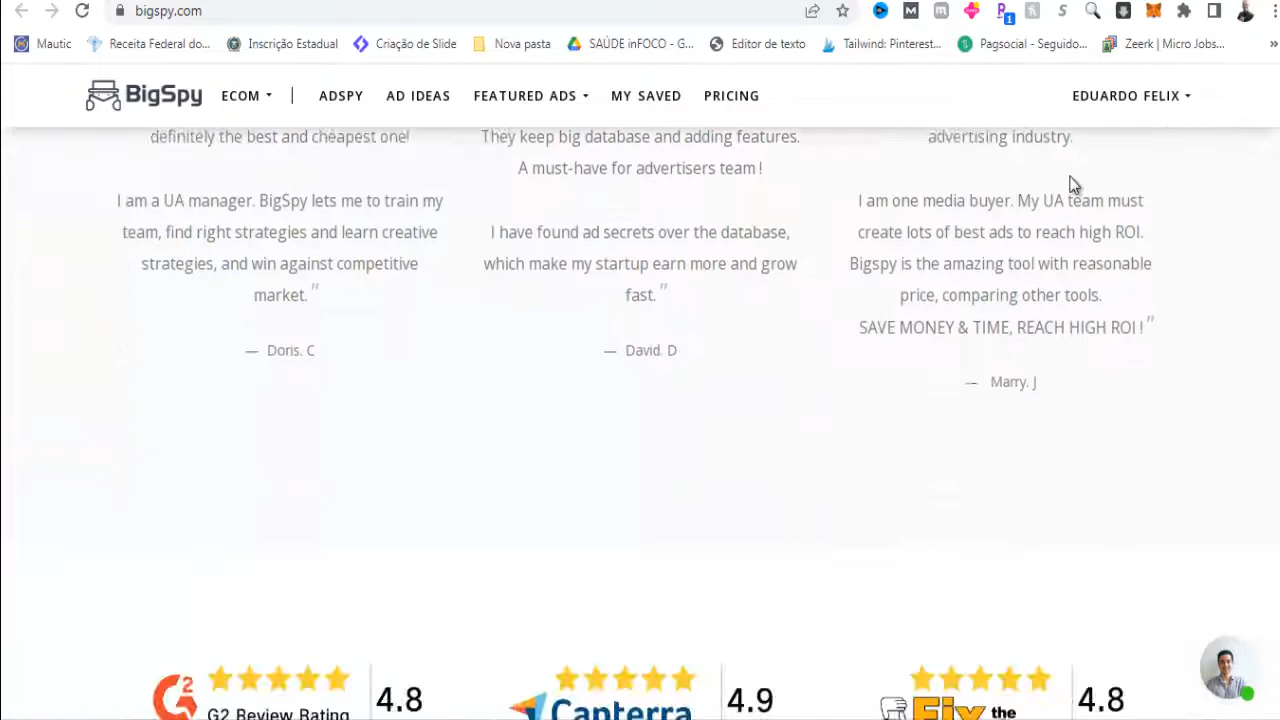 bigspy.com
Mautic
Receita Federal do...
Inscrição Estadual
Criação de Slide
Nova pasta
SAÚDE inFOCO - G...
Editor de texto
Tailwind: Pinterest...
Pagsocial - Seguido...
Zeerk | Micro Jobs...
»
BigSpy
ECOM
ADSPY
AD IDEAS
FEATURED ADS
MY SAVED
PRICING
EDUARDO FELIX
definitely the best and cheapest one!
I am a UA manager. BigSpy lets me to train my
team, find right strategies and learn creative
strategies, and win against competitive
market. "
— Doris. C
They keep big database and adding features.
A must-have for advertisers team !
I have found ad secrets over the database,
which make my startup earn more and grow
fast. "
— David. D
advertising industry.
I am one media buyer. My UA team must
create lots of best ads to reach high ROI.
Bigspy is the amazing tool with reasonable
price, comparing other tools.
SAVE MONEY & TIME, REACH HIGH ROI ! "
— Marry. J
G2
G2 Review Rating
4.8
Capterra
4.9
Fix the
4.8